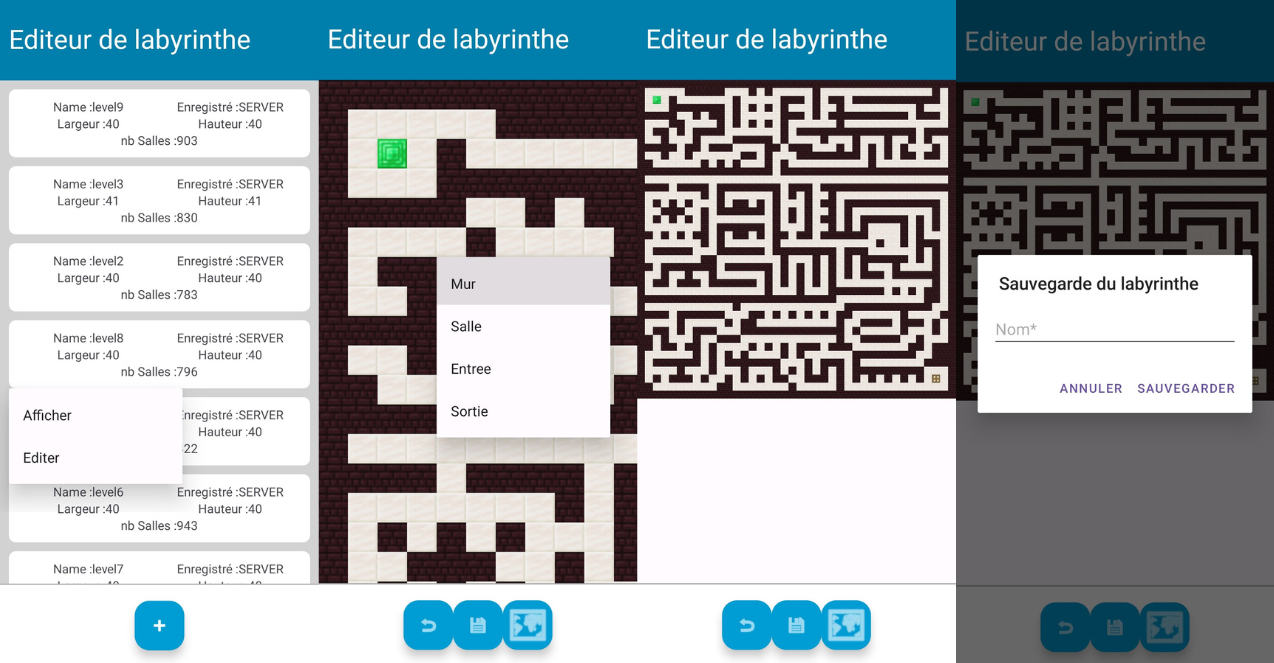 Editeur de labyrinthe
Name :level9 Enregistré :SERVER
Largeur :40 Hauteur :40
nb Salles :903
Name :level3 Enregistré :SERVER
Largeur :41 Hauteur :41
nb Salles :830
Name :level2 Enregistré :SERVER
Largeur :40 Hauteur :40
nb Salles :783
Name :level8 Enregistré :SERVER
Largeur :40 Hauteur :40
nb Salles :796
Afficher
Editer
nregistré :SERVER
Hauteur :40
22
Name :level6 Enregistré :SERVER
Largeur :40 Hauteur :40
nb Salles :943
Name :level7 Enregistré :SERVER
+
Editeur de labyrinthe
Mur
Salle
Entree
Sortie
Editeur de labyrinthe
Editeur de labyrinthe
Sauvegarde du labyrinthe
Nom*
ANNULER SAUVEGARDER